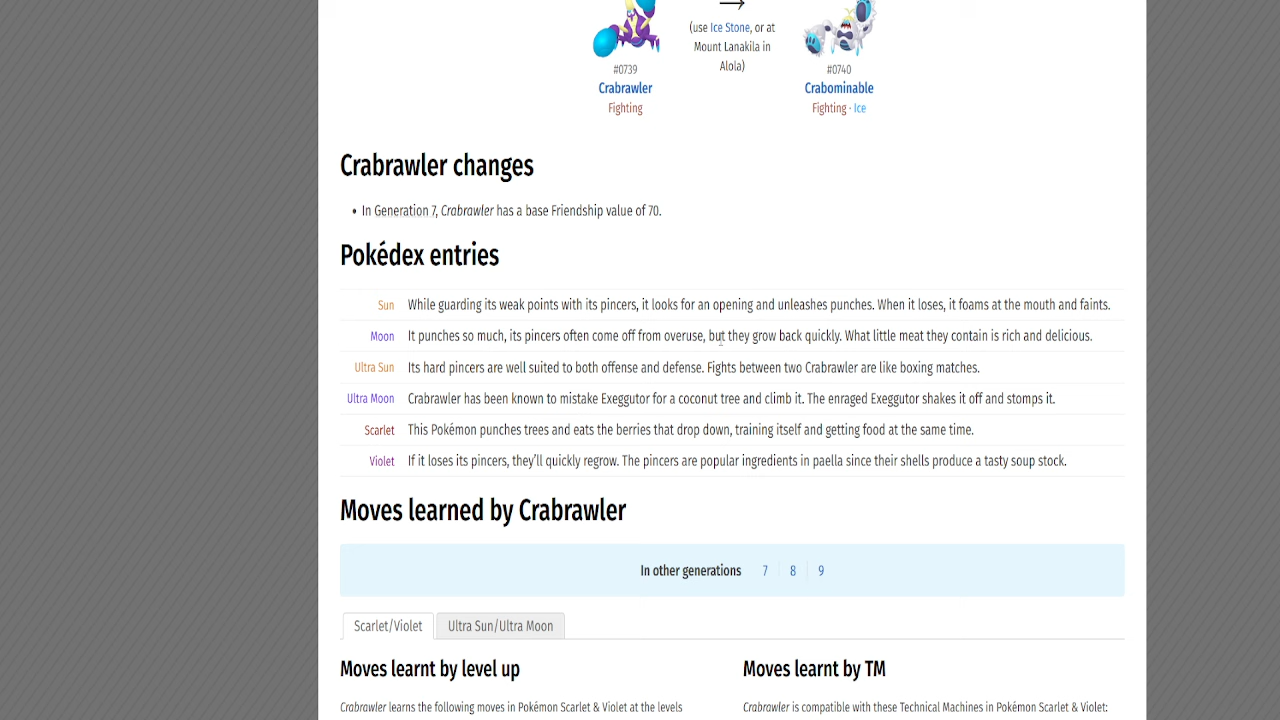 (use Ice Stone, or at
Mount Lanakila in
Alola)
#0739
Crabrawler
Fighting
#0740
Crabominable
Fighting · Ice
Crabrawler changes
• In Generation 7, Crabrawler has a base Friendship value of 70.
Pokédex entries
Sun While guarding its weak points with its pincers, it looks for an opening and unleashes punches. When it loses, it foams at the mouth and faints.
Moon It punches so much, its pincers often come off from overuse, but they grow back quickly. What little meat they contain is rich and delicious.
Ultra Sun Its hard pincers are well suited to both offense and defense. Fights between two Crabrawler are like boxing matches.
Ultra Moon Crabrawler has been known to mistake Exeggutor for a coconut tree and climb it. The enraged Exeggutor shakes it off and stomps it.
Scarlet This Pokémon punches trees and eats the berries that drop down, training itself and getting food at the same time.
Violet If it loses its pincers, they’ll quickly regrow. The pincers are popular ingredients in paella since their shells produce a tasty soup stock.
Moves learned by Crabrawler
In other generations 7 8 9
Scarlet/Violet Ultra Sun/Ultra Moon
Moves learnt by level up
Crabrawler learns the following moves in Pokémon Scarlet & Violet at the levels
Moves learnt by TM
Crabrawler is compatible with these Technical Machines in Pokémon Scarlet & Violet: